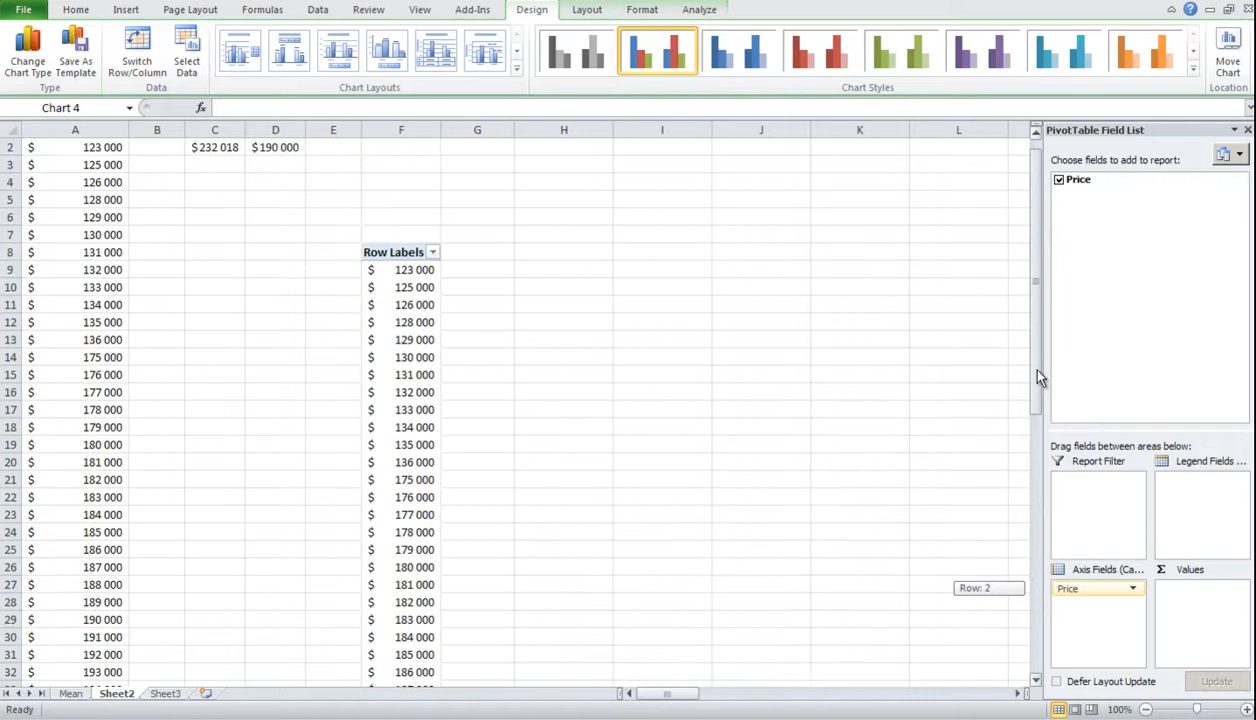 File Home Insert Page Layout Formulas Data Review View Add-Ins Design Layout Format Analyze
Change Chart Type Save As Template Switch Row/Column Select Data Move Chart
Type Data Chart Layouts Chart Styles Location
Chart 4 fx
A B C D E F G H I J K L
2 $ 123 000 $ 232 018 $ 190 000
3 $ 125 000
4 $ 126 000
5 $ 128 000
6 $ 129 000
7 $ 130 000
8 $ 131 000 Row Labels
9 $ 132 000 $ 123 000
10 $ 133 000 $ 125 000
11 $ 134 000 $ 126 000
12 $ 135 000 $ 128 000
13 $ 136 000 $ 129 000
14 $ 175 000 $ 130 000
15 $ 176 000 $ 131 000
16 $ 177 000 $ 132 000
17 $ 178 000 $ 133 000
18 $ 179 000 $ 134 000
19 $ 180 000 $ 135 000
20 $ 181 000 $ 136 000
21 $ 182 000 $ 175 000
22 $ 183 000 $ 176 000
23 $ 184 000 $ 177 000
24 $ 185 000 $ 178 000
25 $ 186 000 $ 179 000
26 $ 187 000 $ 180 000
27 $ 188 000 $ 181 000
28 $ 189 000 $ 182 000
29 $ 190 000 $ 183 000
30 $ 191 000 $ 184 000
31 $ 192 000 $ 185 000
32 $ 193 000 $ 186 000
Row: 2
PivotTable Field List
Choose fields to add to report:
Price
Drag fields between areas below:
Report Filter Legend Fields ...
Axis Fields (Ca... Σ Values
Price
Defer Layout Update Update
Mean Sheet2 Sheet3
Ready 100%